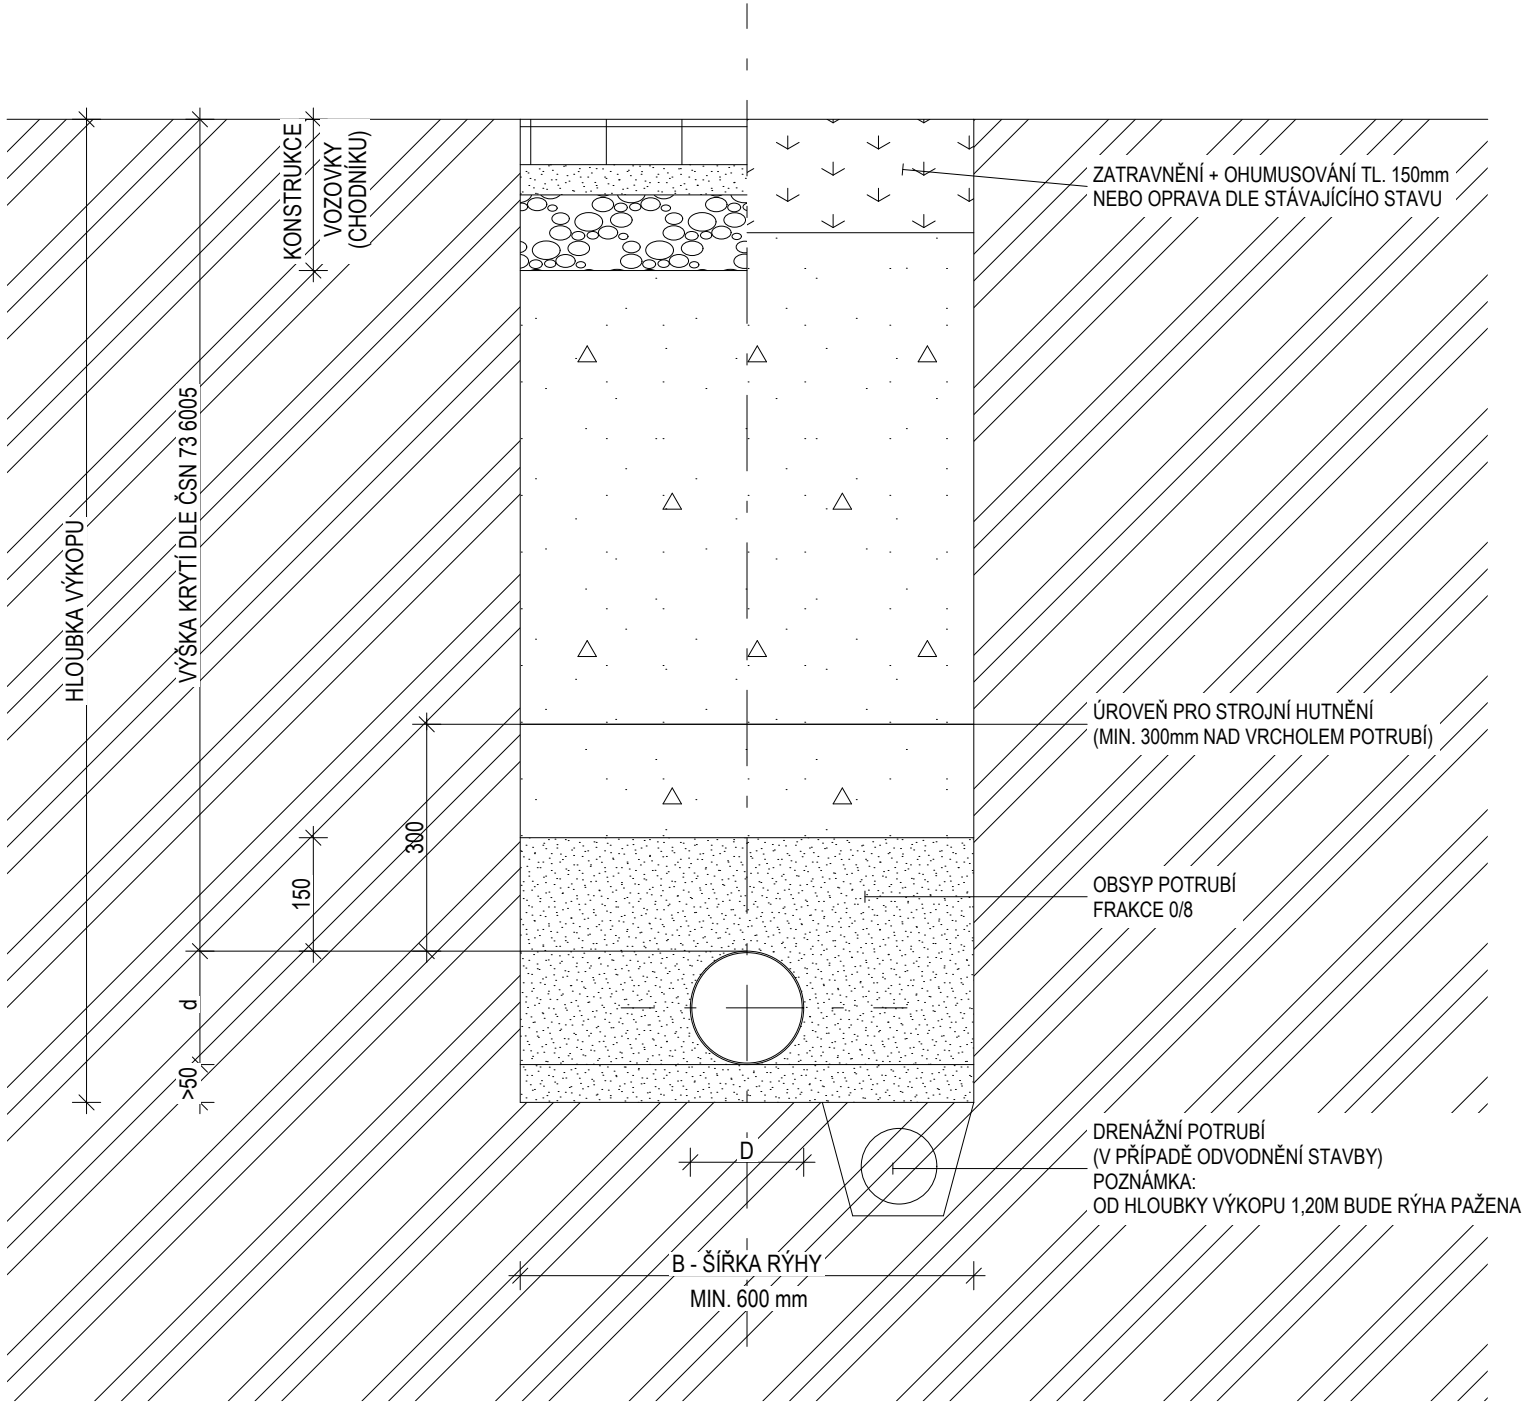 KONSTRUKCE
VOZOVKY
(CHODNÍKU)
ZATRAVNĚNÍ + OHUMUSOVÁNÍ TL. 150mm
NEBO OPRAVA DLE STÁVAJÍCÍHO STAVU
HLOUBKA VÝKOPU
VÝŠKA KRYTÍ DLE ČSN 73 6005
ÚROVEŇ PRO STROJNÍ HUTNĚNÍ
(MIN. 300mm NAD VRCHOLEM POTRUBÍ)
300
150
OBSYP POTRUBÍ
FRAKCE 0/8
d
>50
D
DRENÁŽNÍ POTRUBÍ
(V PŘÍPADĚ ODVODNĚNÍ STAVBY)
POZNÁMKA:
OD HLOUBKY VÝKOPU 1,20M BUDE RÝHA PAŽENA
B - ŠÍŘKA RÝHY
MIN. 600 mm